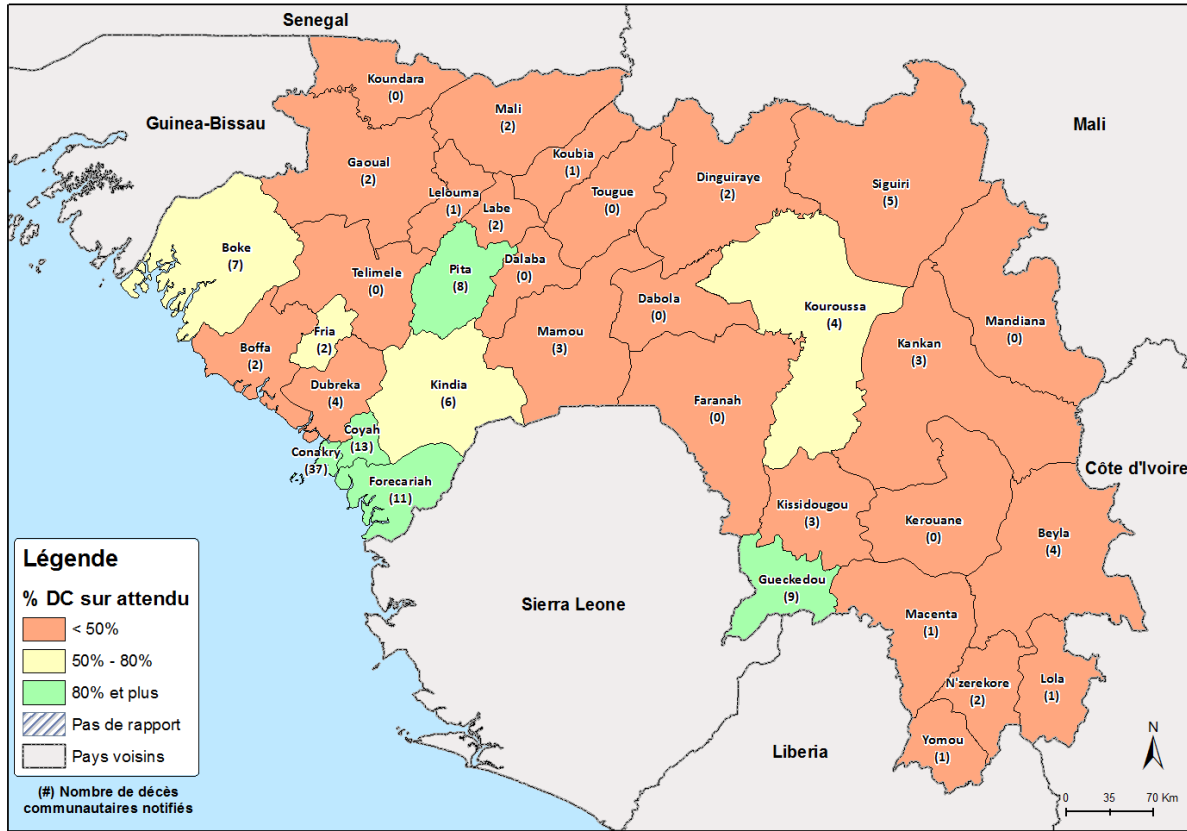 Senegal
Koundara
(0)
Mali
(2)
Guinea-Bissau
Mali
Koubia
(1)
Gaoual
(2)
Dinguiraye
(2)
Siguiri
(5)
Lelouma
(1)
Tougue
(0)
Labe
(2)
Boke
(7)
Dalaba
(0)
Telimele
(0)
Pita
(8)
Dabola
(0)
Kouroussa
(4)
Mandiana
(0)
Fria
(2)
Mamou
(3)
Kankan
(3)
Boffa
(2)
Dubreka
(4)
Kindia
(6)
Faranah
(0)
Coyah
(13)
Conakry
(37)
Forecariah
(11)
Côte d'Ivoire
Kissidougou
(3)
Kerouane
(0)
Beyla
(4)
Gueckedou
(9)
Sierra Leone
Macenta
(1)
N'zerekore
(2)
Lola
(1)
Yomou
(1)
Liberia
Légende
% DC sur attendu
< 50%
50% - 80%
80% et plus
Pas de rapport
Pays voisins
(#) Nombre de décès
communautaires notifiés
N
0 35 70 Km